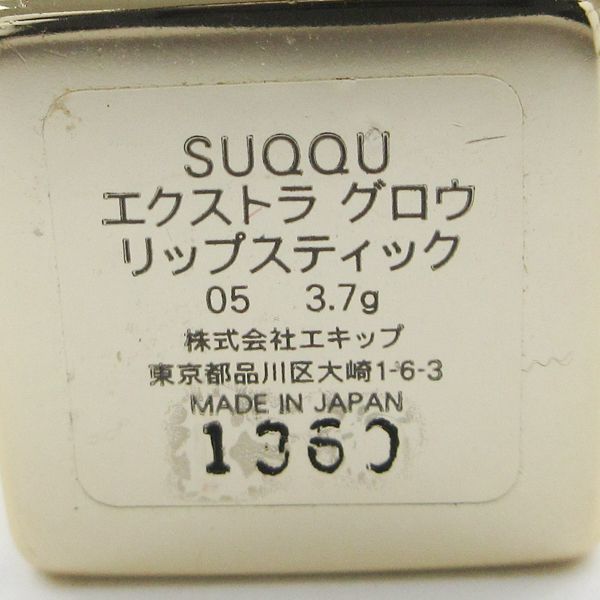 SUQQU
エクストラ グロウ
リップスティック
05 3.7g
株式会社エキップ
東京都品川区大崎1-6-3
MADE IN JAPAN